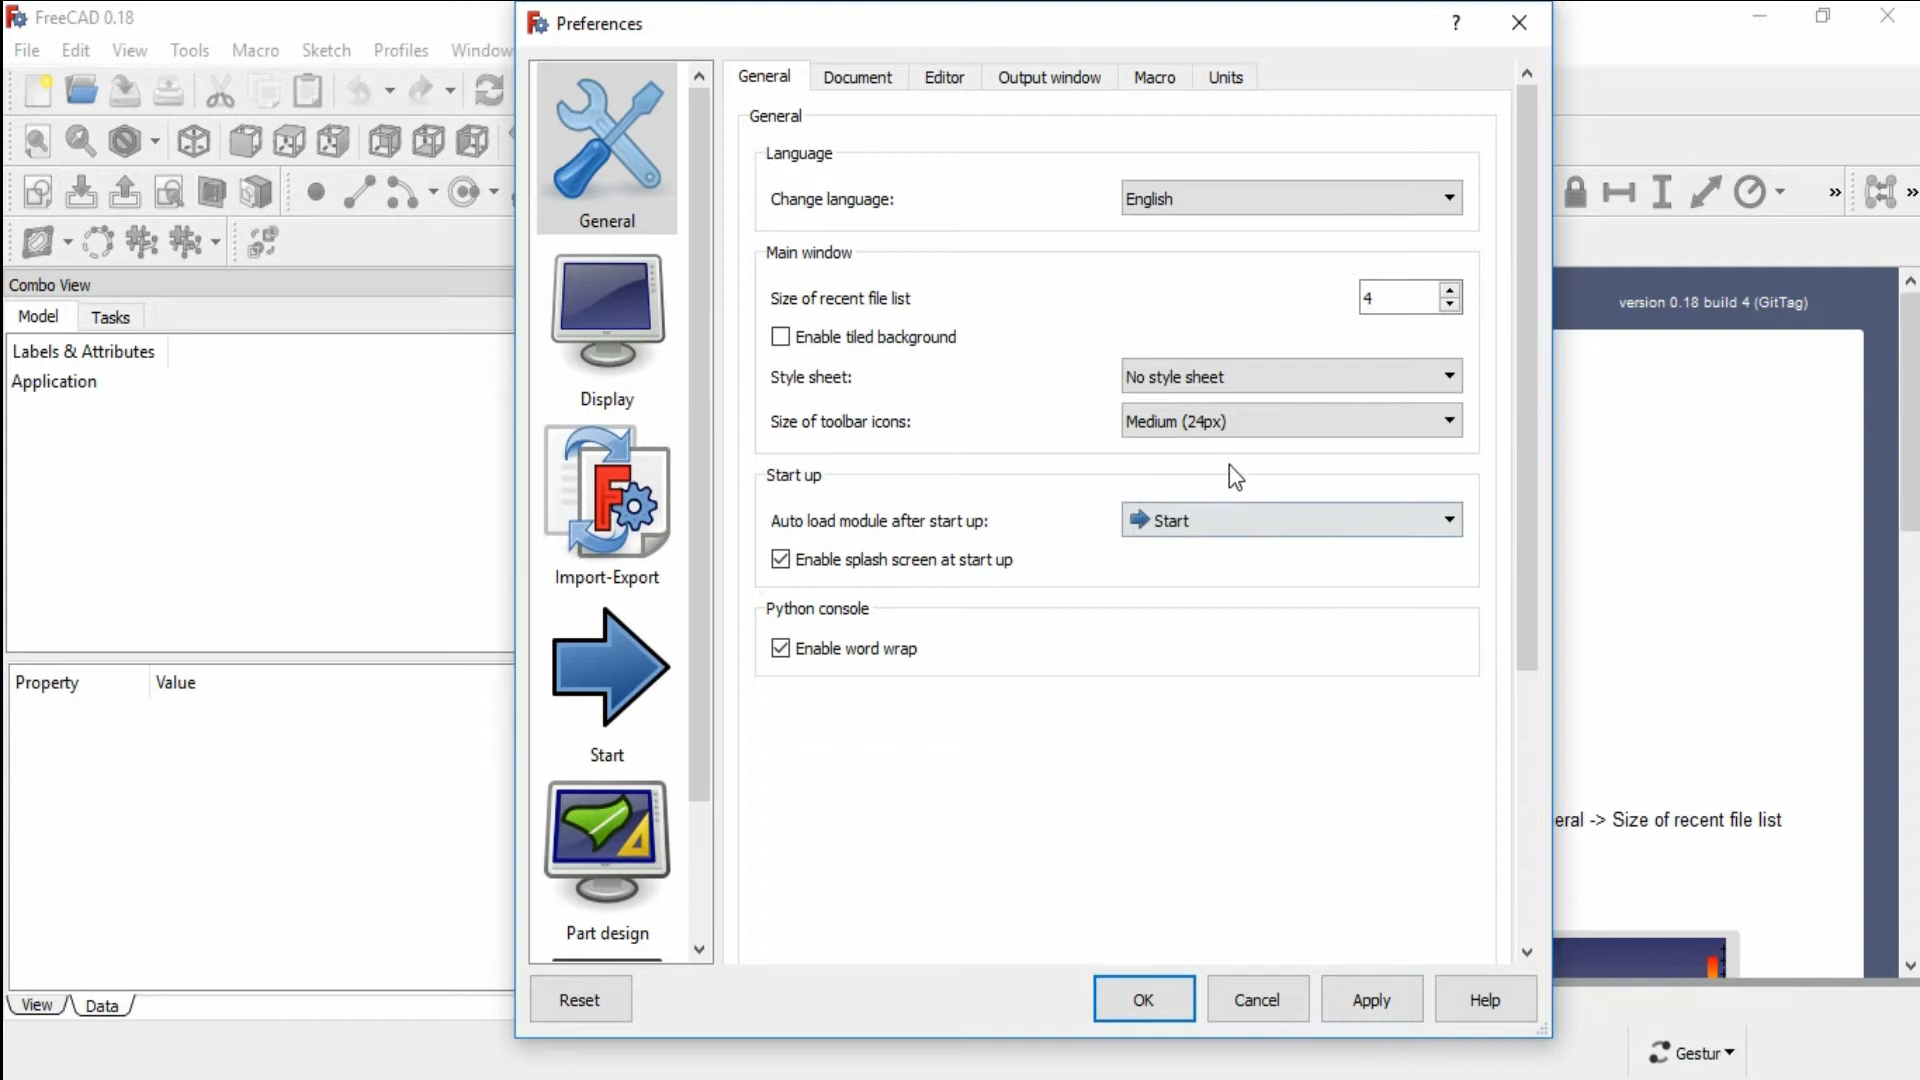 FreeCAD 0.18
File Edit View Tools Macro Sketch Profiles Window
Combo View
Model Tasks
Labels & Attributes
Application
Property Value
View Data
Preferences
?
General
Display
Import-Export
Start
Part design
General Document Editor Output window Macro Units
General
Language
Change language: English
Main window
Size of recent file list 4
Enable tiled background
Style sheet: No style sheet
Size of toolbar icons: Medium (24px)
Start up
Auto load module after start up: Start
Enable splash screen at start up
Python console
Enable word wrap
Reset OK Cancel Apply Help
version 0.18 build 4 (GitTag)
eral -> Size of recent file list
Gestur